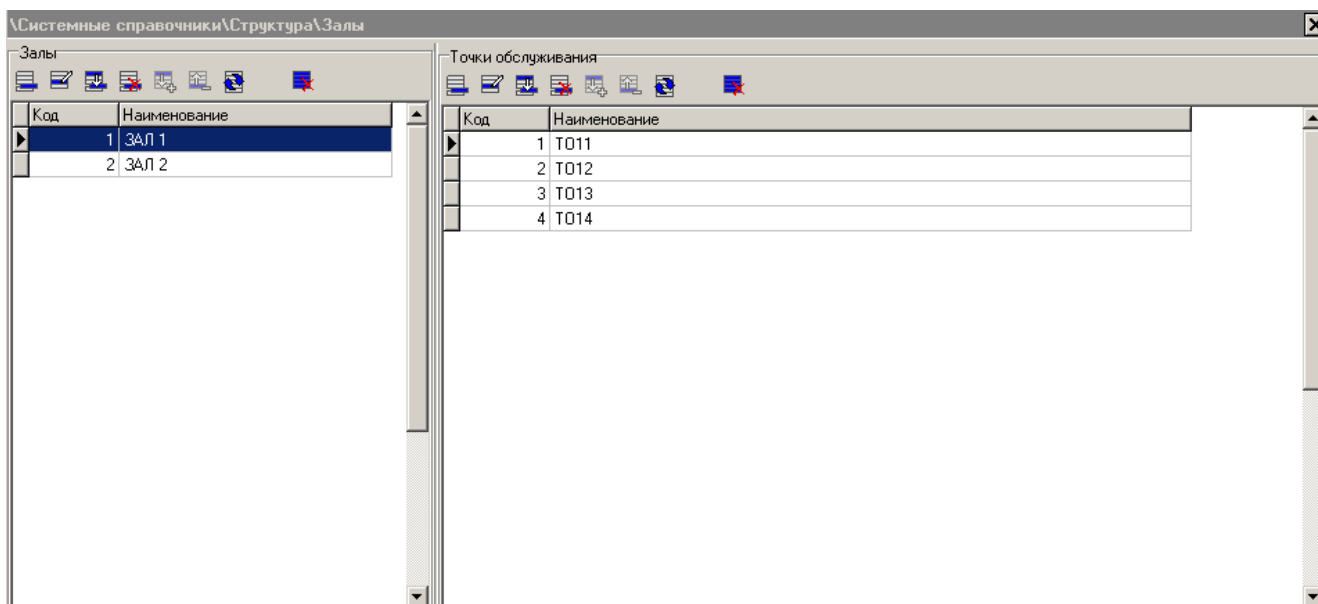 \Системные справочники\Структура\Залы
Залы
Код Наименование
1 ЗАЛ 1
2 ЗАЛ 2
Точки обслуживания
Код Наименование
1 ТО11
2 ТО12
3 ТО13
4 ТО14